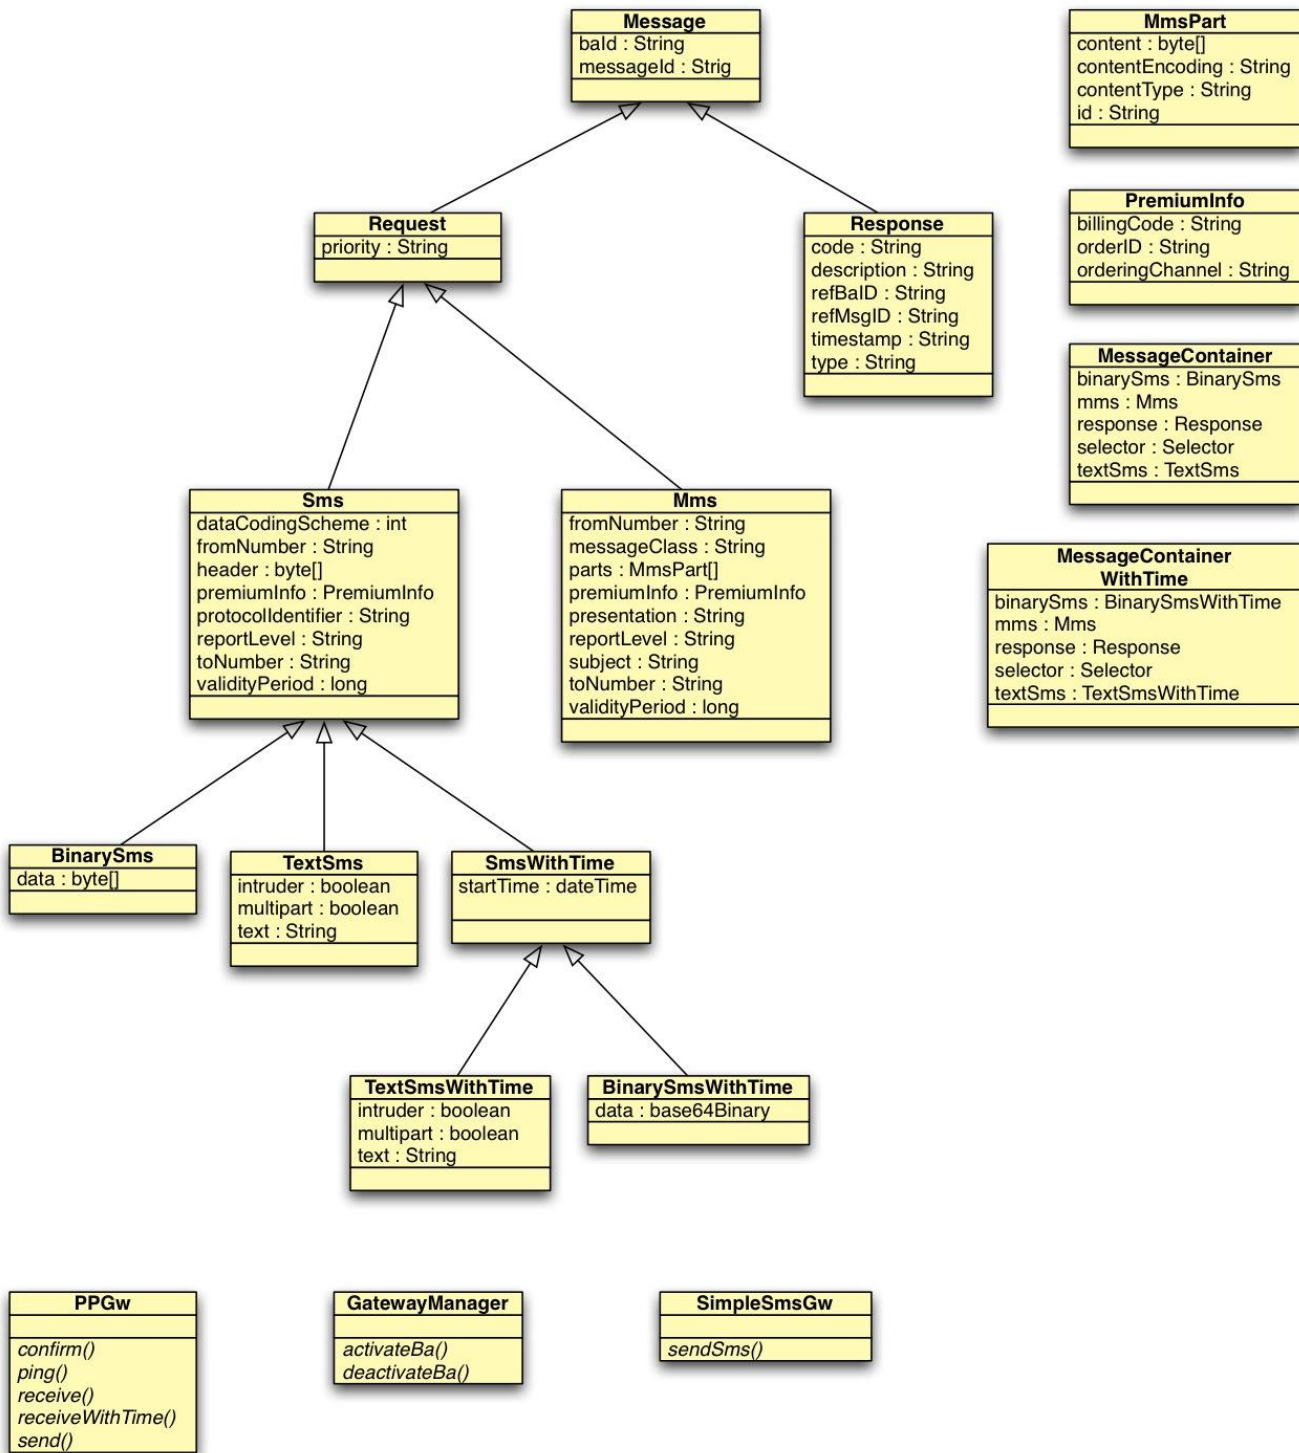 Message
baId : String
messageId : Strig
MmsPart
content : byte[]
contentEncoding : String
contentType : String
id : String
Request
priority : String
Response
code : String
description : String
refBaID : String
refMsgID : String
timestamp : String
type : String
PremiumInfo
billingCode : String
orderID : String
orderingChannel : String
MessageContainer
binarySms : BinarySms
mms : Mms
response : Response
selector : Selector
textSms : TextSms
Sms
dataCodingScheme : int
fromNumber : String
header : byte[]
premiumInfo : PremiumInfo
protocolIdentifier : String
reportLevel : String
toNumber : String
validityPeriod : long
Mms
fromNumber : String
messageClass : String
parts : MmsPart[]
premiumInfo : PremiumInfo
presentation : String
reportLevel : String
subject : String
toNumber : String
validityPeriod : long
MessageContainer
WithTime
binarySms : BinarySmsWithTime
mms : Mms
response : Response
selector : Selector
textSms : TextSmsWithTime
BinarySms
data : byte[]
TextSms
intruder : boolean
multipart : boolean
text : String
SmsWithTime
startTime : dateTime
TextSmsWithTime
intruder : boolean
multipart : boolean
text : String
BinarySmsWithTime
data : base64Binary
PPGw
confirm()
ping()
receive()
receiveWithTime()
send()
GatewayManager
activateBa()
deactivateBa()
SimpleSmsGw
sendSms()